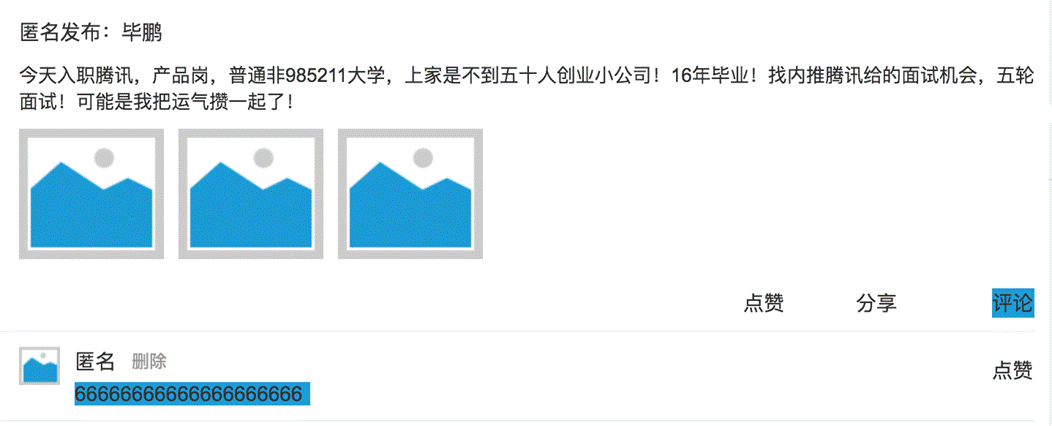 匿名发布：毕鹏
今天入职腾讯，产品岗，普通非985211大学，上家是不到五十人创业小公司！16年毕业！找内推腾讯给的面试机会，五轮
面试！可能是我把运气攒一起了！
点赞 分享 评论
匿名 删除 点赞
66666666666666666666